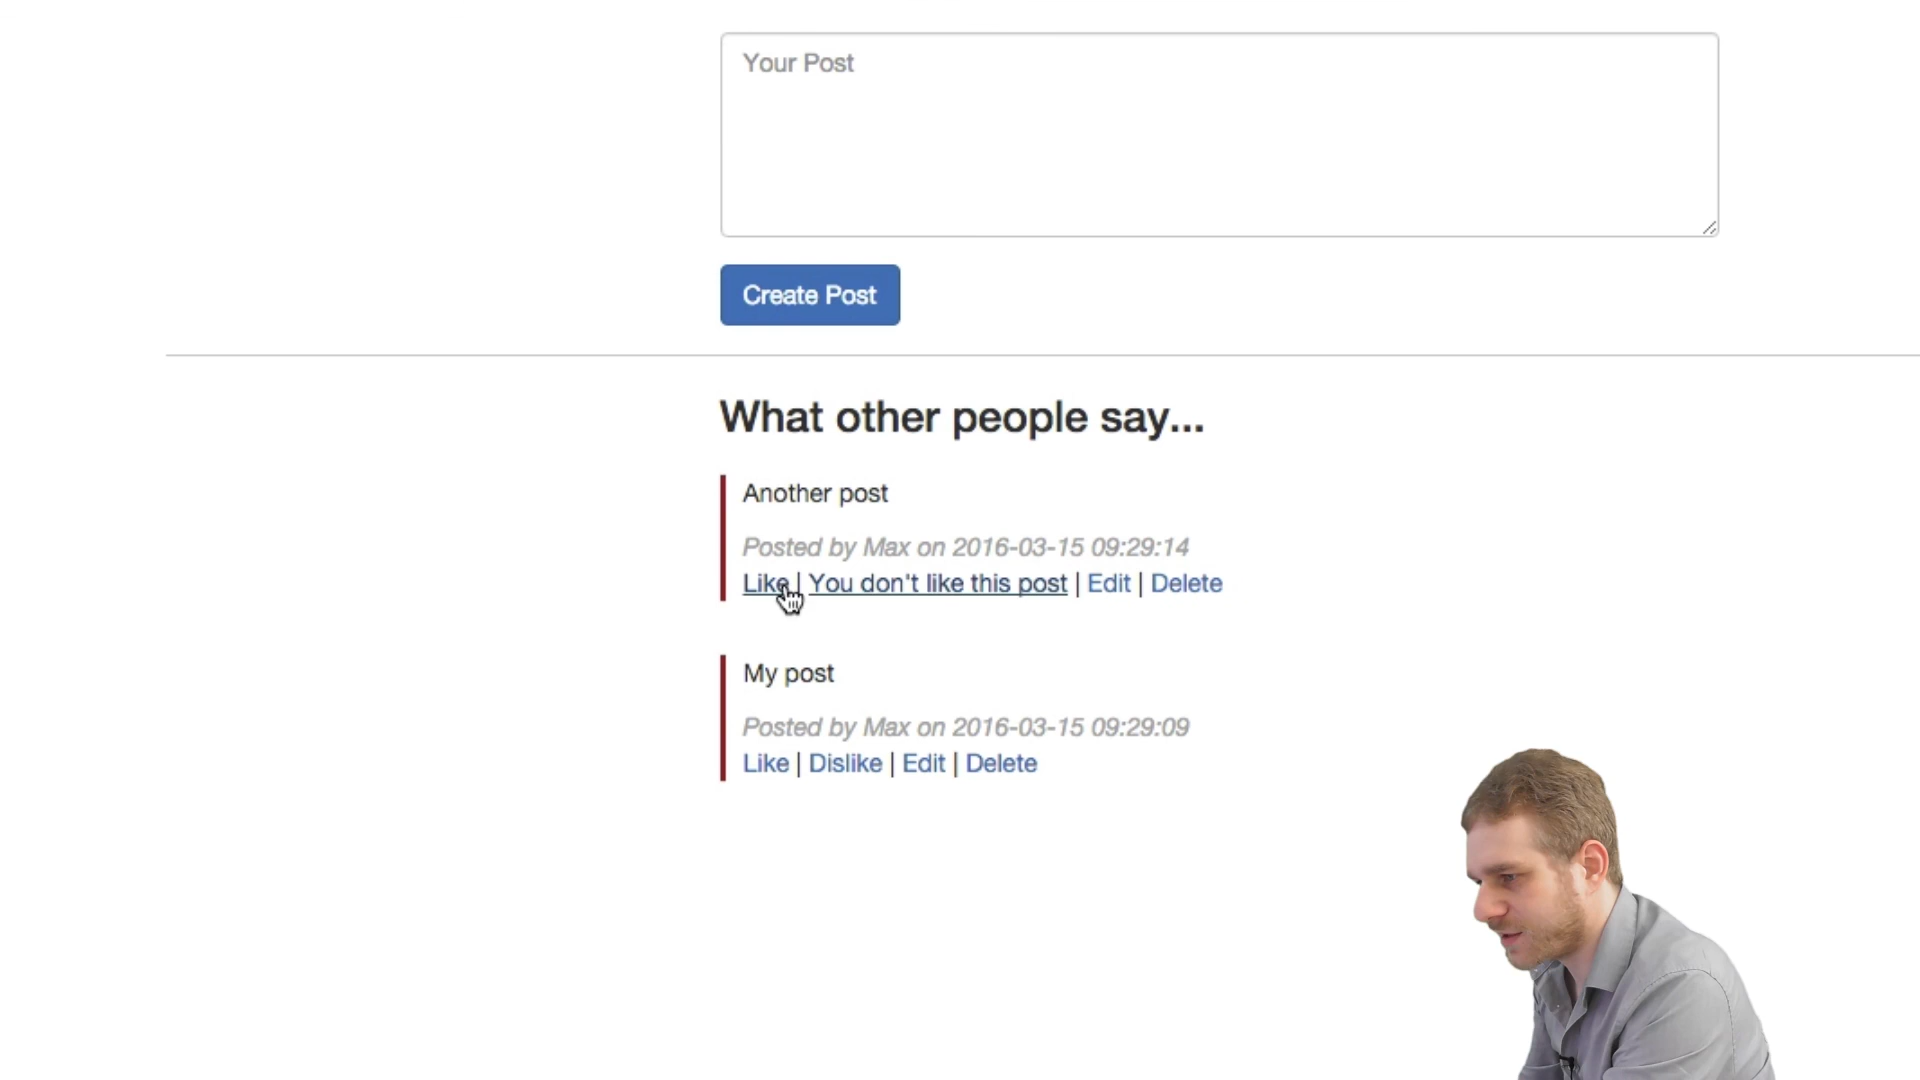 Your Post
Create Post
What other people say...
Another post
Posted by Max on 2016-03-15 09:29:14
Like | You don't like this post | Edit | Delete
My post
Posted by Max on 2016-03-15 09:29:09
Like | Dislike | Edit | Delete